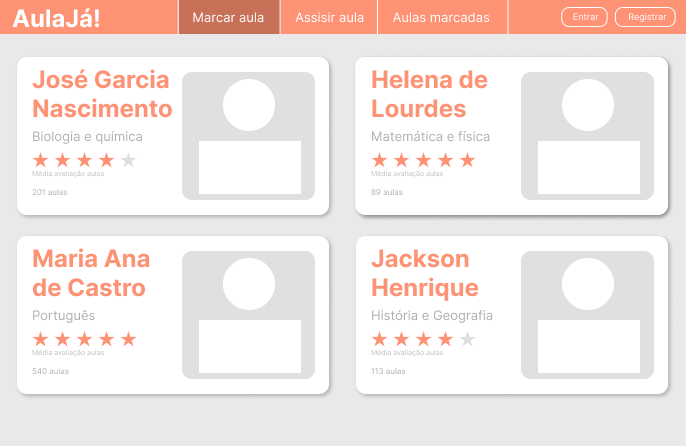 AulaJá!
Marcar aula
Assisir aula
Aulas marcadas
Entrar
Registrar
José Garcia
Nascimento
Biologia e química
Média avaliação aulas
201 aulas
Helena de
Lourdes
Matemática e física
Média avaliação aulas
89 aulas
Maria Ana
de Castro
Português
Média avaliação aulas
540 aulas
Jackson
Henrique
História e Geografia
Média avaliação aulas
113 aulas